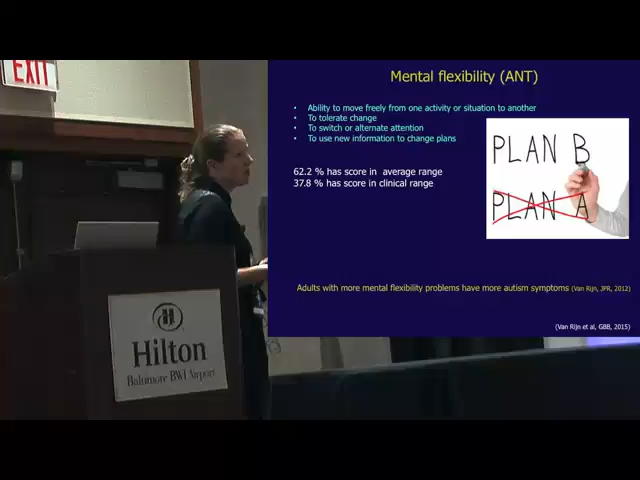 EXIT
Mental flexibility (ANT)
• Ability to move freely from one activity or situation to another
• To tolerate change
• To switch or alternate attention
• To use new information to change plans
62.2 % has score in average range
37.8 % has score in clinical range
PLAN B
PLAN A
Adults with more mental flexibility problems have more autism symptoms (Van Rijn, JPR, 2012)
(Van Rijn et al, GBB, 2015)
H
Hilton
Baltimore BWI Airport